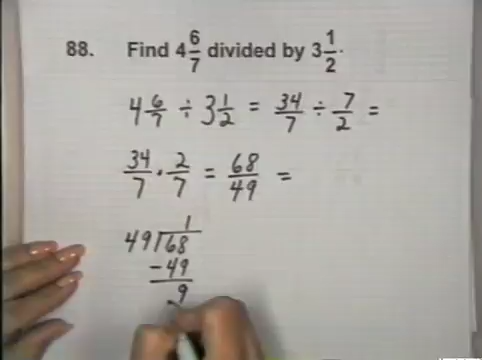 88. Find 4 6/7 divided by 3 1/2.
4 6/7 ÷ 3 1/2 = 34/7 ÷ 7/2 =
34/7 · 2/7 = 68/49 =
1
49)68
-49
9